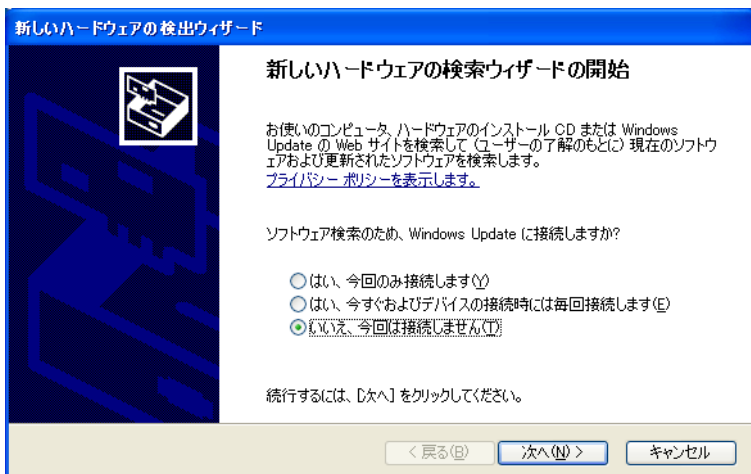 新しいハードウェアの検出ウィザード
新しいハードウェアの検索ウィザードの開始
お使いのコンピュータ、ハードウェアのインストール CD または Windows
Update の Web サイトを検索して (ユーザーの了解のもとに) 現在のソフトウ
ェアおよび更新されたソフトウェアを検索します。
プライバシー ポリシーを表示します。
ソフトウェア検索のため、Windows Update に接続しますか?
はい、今回のみ接続します(Y)
はい、今すぐおよびデバイスの接続時には毎回接続します(E)
いいえ、今回は接続しません(T)
続行するには、[次へ] をクリックしてください。
< 戻る(B)
次へ(N) >
キャンセル